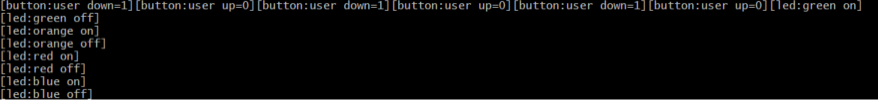 [button:user down=1][button:user up=0][button:user down=1][button:user up=0][button:user down=1][button:user up=0][led:green on]
[led:green off]
[led:orange on]
[led:orange off]
[led:red on]
[led:red off]
[led:blue on]
[led:blue off]